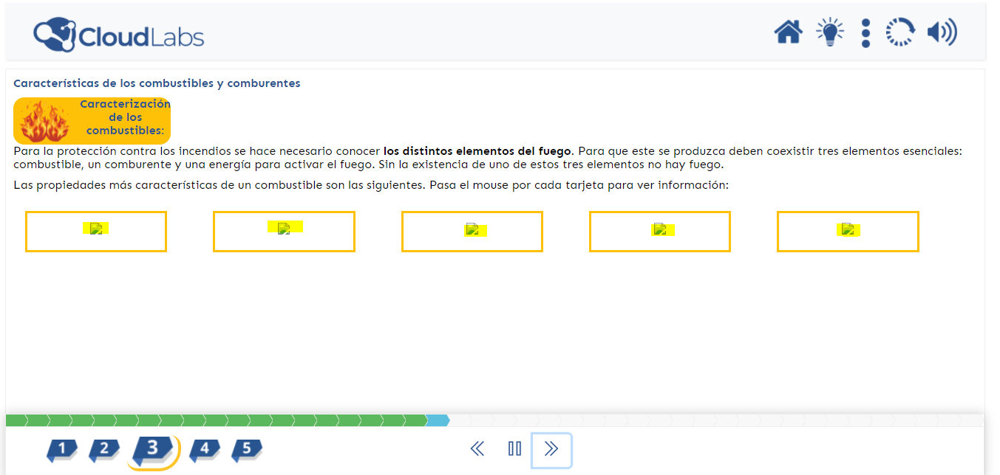 CloudLabs
Características de los combustibles y comburentes
Caracterización
de los
combustibles:
Para la protección contra los incendios se hace necesario conocer los distintos elementos del fuego. Para que este se produzca deben coexistir tres elementos esenciales:
combustible, un comburente y una energía para activar el fuego. Sin la existencia de uno de estos tres elementos no hay fuego.
Las propiedades más características de un combustible son las siguientes. Pasa el mouse por cada tarjeta para ver información:
1 2 3 4 5